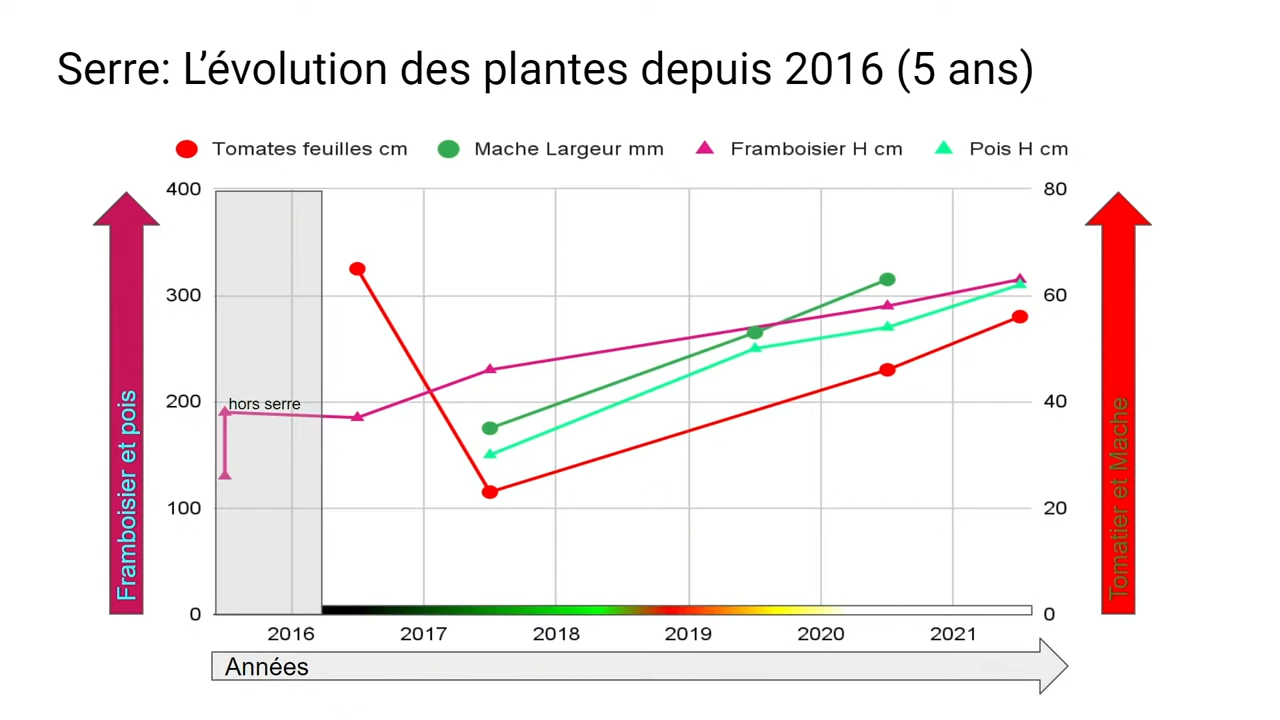 Serre: L’évolution des plantes depuis 2016 (5 ans)
Tomates feuilles cm
Mache Largeur mm
Framboisier H cm
Pois H cm
400
300
200
100
0
80
60
40
20
0
hors serre
Framboisier et pois
Tomatier et Mache
2016
2017
2018
2019
2020
2021
Années